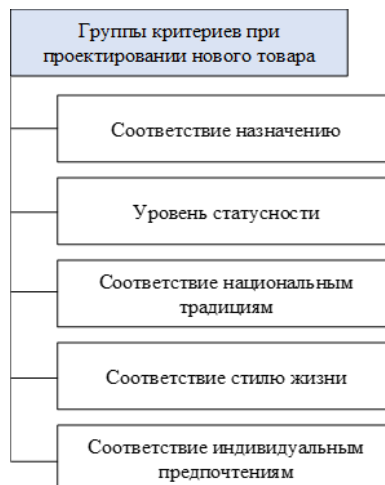 Группы критериев при
проектировании нового товара
Соответствие назначению
Уровень статусности
Соответствие национальным
традициям
Соответствие стилю жизни
Соответствие индивидуальным
предпочтениям